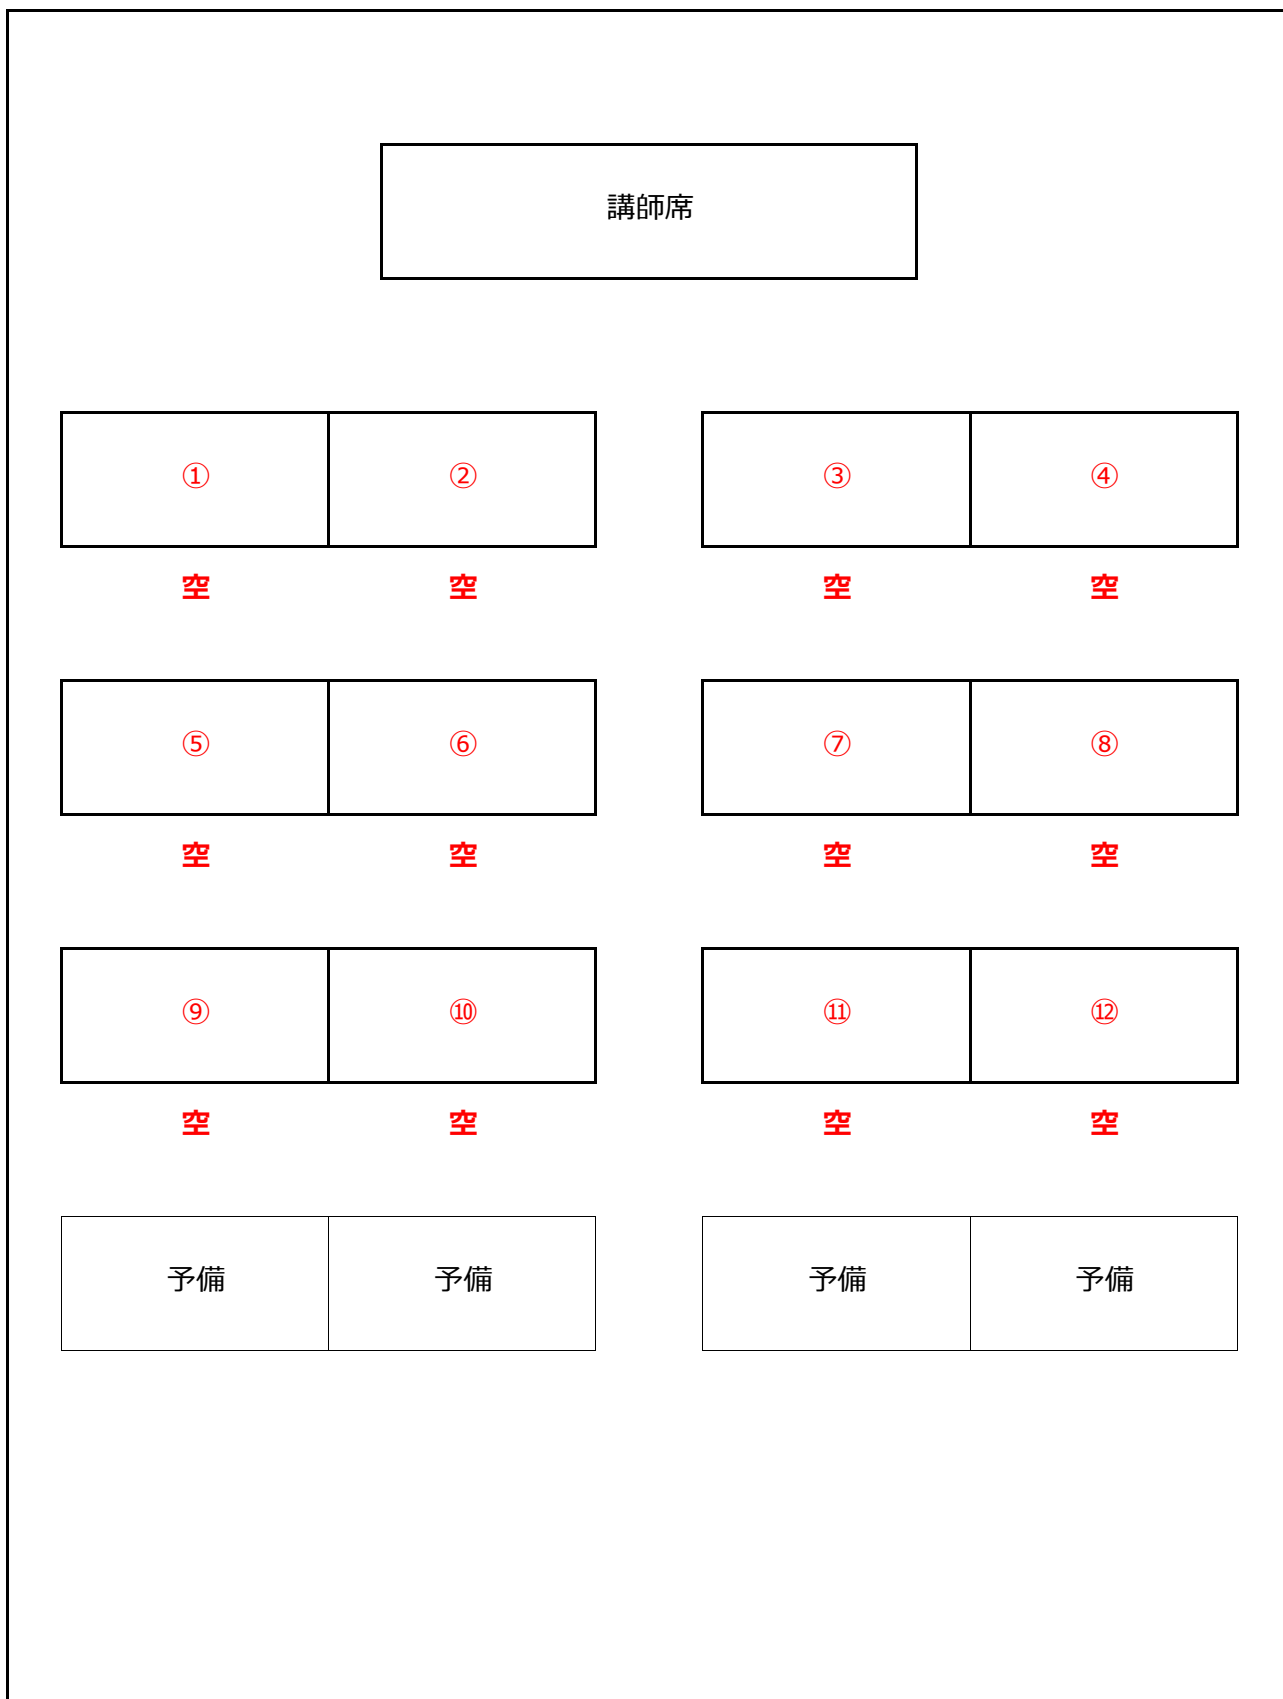 講師席
① ② ③ ④
空 空 空 空
⑤ ⑥ ⑦ ⑧
空 空 空 空
⑨ ⑩ ⑪ ⑫
空 空 空 空
予備 予備 予備 予備